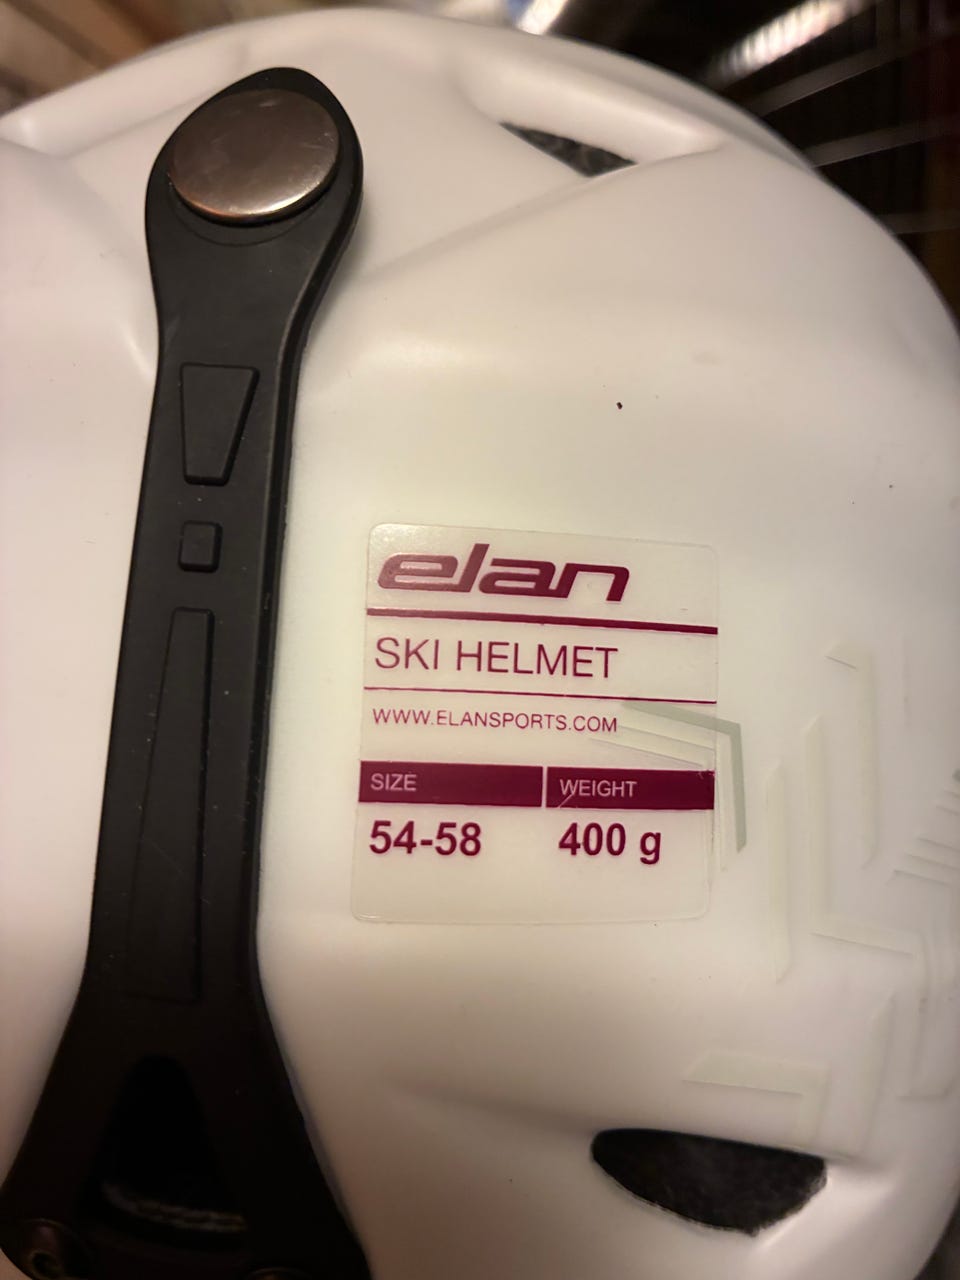 elan
SKI HELMET
WWW.ELANSPORTS.COM
SIZE WEIGHT
54-58 400 g